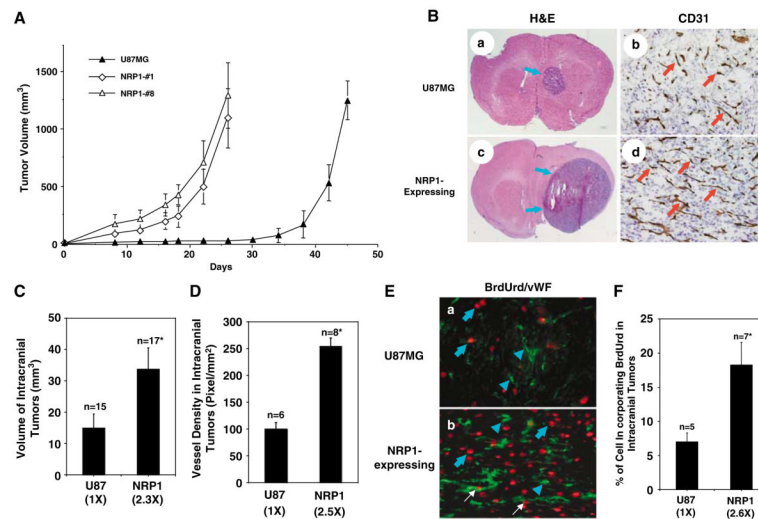 A
Tumor Volume (mm3)
1500
1000
500
0
U87MG
NRP1-#1
NRP1-#8
0 10 20 30 40 50
Days
B
H&E
CD31
U87MG
a
b
NRP1-
Expressing
c
d
C
Volume of Intracranial
Tumors (mm3)
60
50
40
30
20
10
0
n=15
n=17*
U87
(1X)
NRP1
(2.3X)
D
Vessel Density in Intracranial
Tumors (Pixel/mm2)
300
250
200
150
100
50
0
n=6
n=8*
U87
(1X)
NRP1
(2.5X)
E
BrdUrd/vWF
U87MG
a
NRP1-
expressing
b
F
% of Cell In corporating BrdUrd in
Intracranial Tumors
25
20
15
10
5
0
n=5
n=7*
U87
(1X)
NRP1
(2.6X)